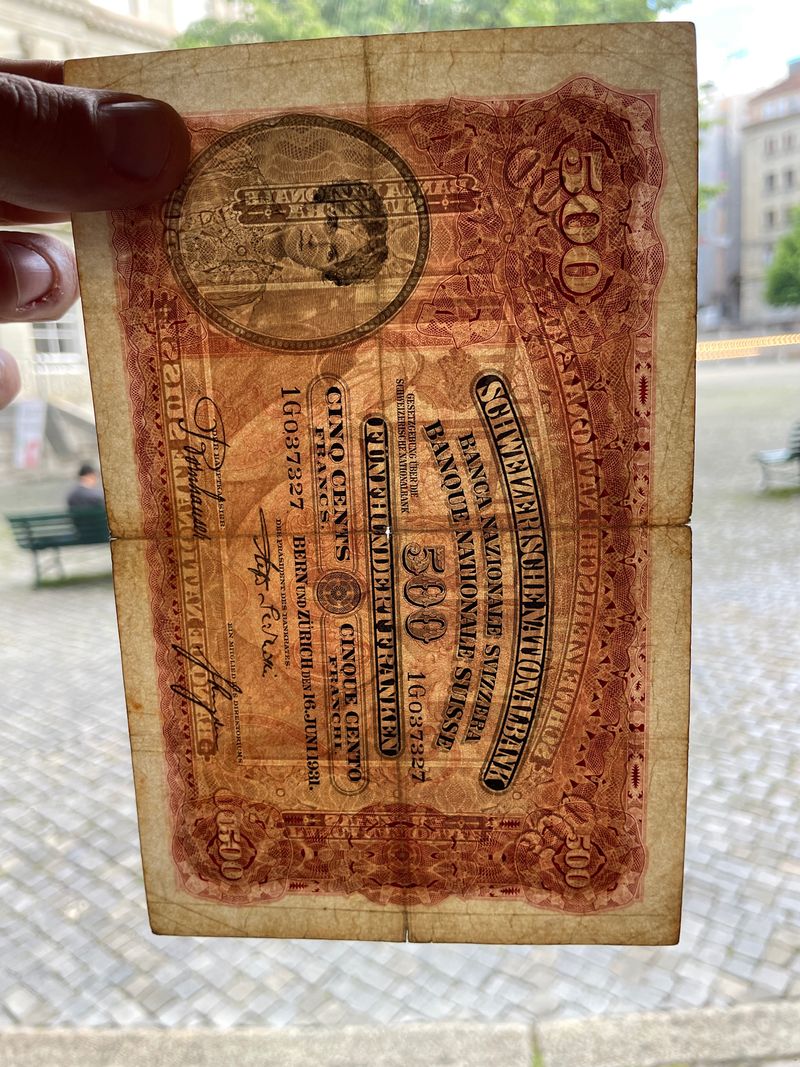 500
SCHWEIZERISCHE NATIONALBANK
BANCA NAZIONALE SVIZZERA
BANQUE NATIONALE SUISSE
GESETZGEBUNG ÜBER DIE
SCHWEIZERISCHE NATIONALBANK
500 1G037327
FÜNFHUNDERT FRANKEN
CINQ CENTS CINQUE CENTO
FRANCS. FRANCHI.
1G037327 BERN UND ZÜRICH, DEN 16. JUNI 1931.
DER PRÄSIDENT DES BANKRATES.
EIN MITGLIED DES DIREKTORIUMS
500
500